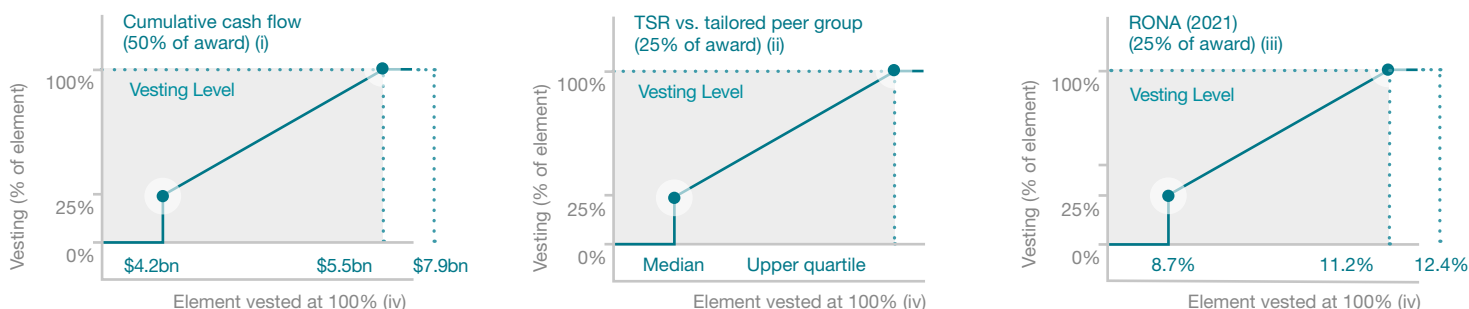 Cumulative cash flow
(50% of award) (i)
Vesting (% of element)
100%
Vesting Level
25%
0%
$4.2bn $5.5bn $7.9bn
Element vested at 100% (iv)
TSR vs. tailored peer group
(25% of award) (ii)
Vesting (% of element)
100%
Vesting Level
25%
0%
Median Upper quartile
Element vested at 100% (iv)
RONA (2021)
(25% of award) (iii)
Vesting (% of element)
100%
Vesting Level
25%
0%
8.7% 11.2% 12.4%
Element vested at 100% (iv)